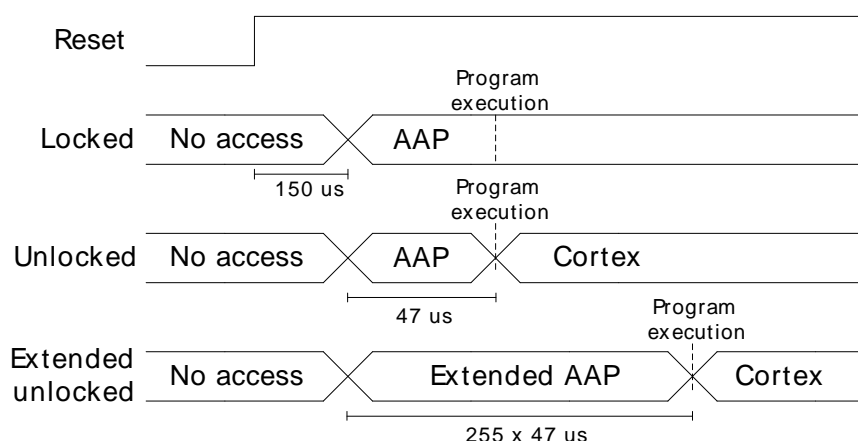 Reset
Program
execution
Locked
No access
AAP
150 us
Program
execution
Unlocked
No access
AAP
Cortex
47 us
Program
execution
Extended
unlocked
No access
Extended AAP
Cortex
255 x 47 us